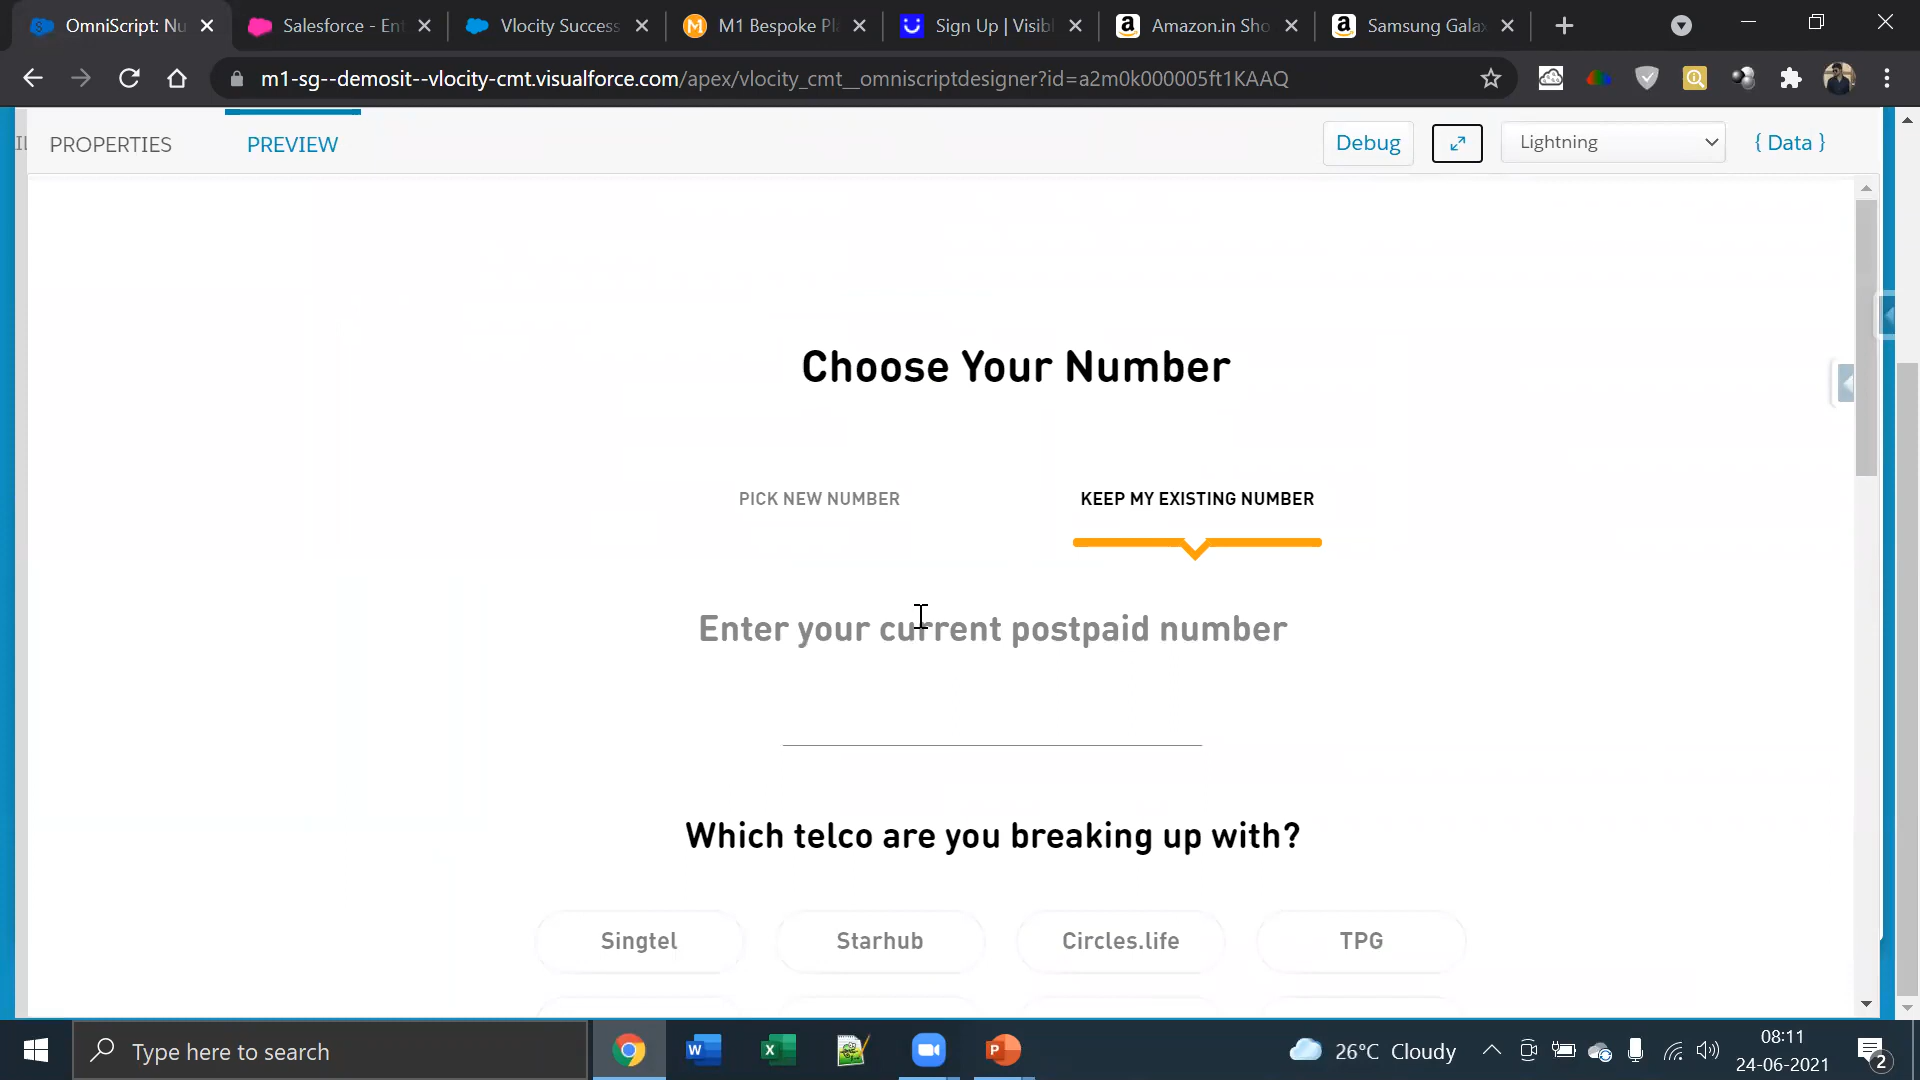 OmniScript: Nu
Salesforce - Ent
Vlocity Success
M1 Bespoke Pla
Sign Up | Visibl
Amazon.in Sho
Samsung Galax
m1-sg--demosit--vlocity-cmt.visualforce.com/apex/vlocity_cmt__omniscriptdesigner?id=a2m0k000005ft1KAAQ
PROPERTIES
PREVIEW
Debug
Lightning
{ Data }
Choose Your Number
PICK NEW NUMBER
KEEP MY EXISTING NUMBER
Enter your current postpaid number
Which telco are you breaking up with?
Singtel
Starhub
Circles.life
TPG
Type here to search
26°C Cloudy
08:11
24-06-2021
2